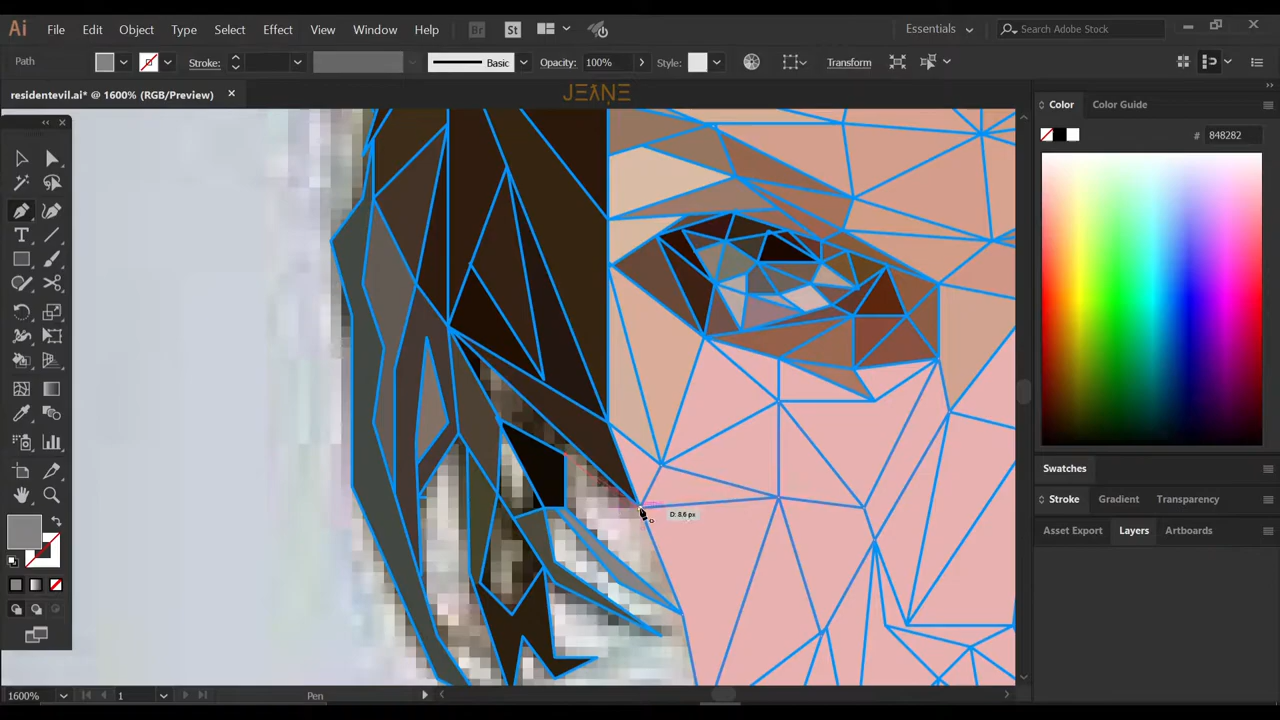 Ai File Edit Object Type Select Effect View Window Help Br St Essentials Search Adobe Stock
Path Stroke: Basic Opacity: 100% Style: Transform
residentevil.ai* @ 1600% (RGB/Preview)
JEANE
Color Color Guide
# 848282
Swatches
Stroke Gradient Transparency
Asset Export Layers Artboards
D: 8.6 px
1600% 1 Pen